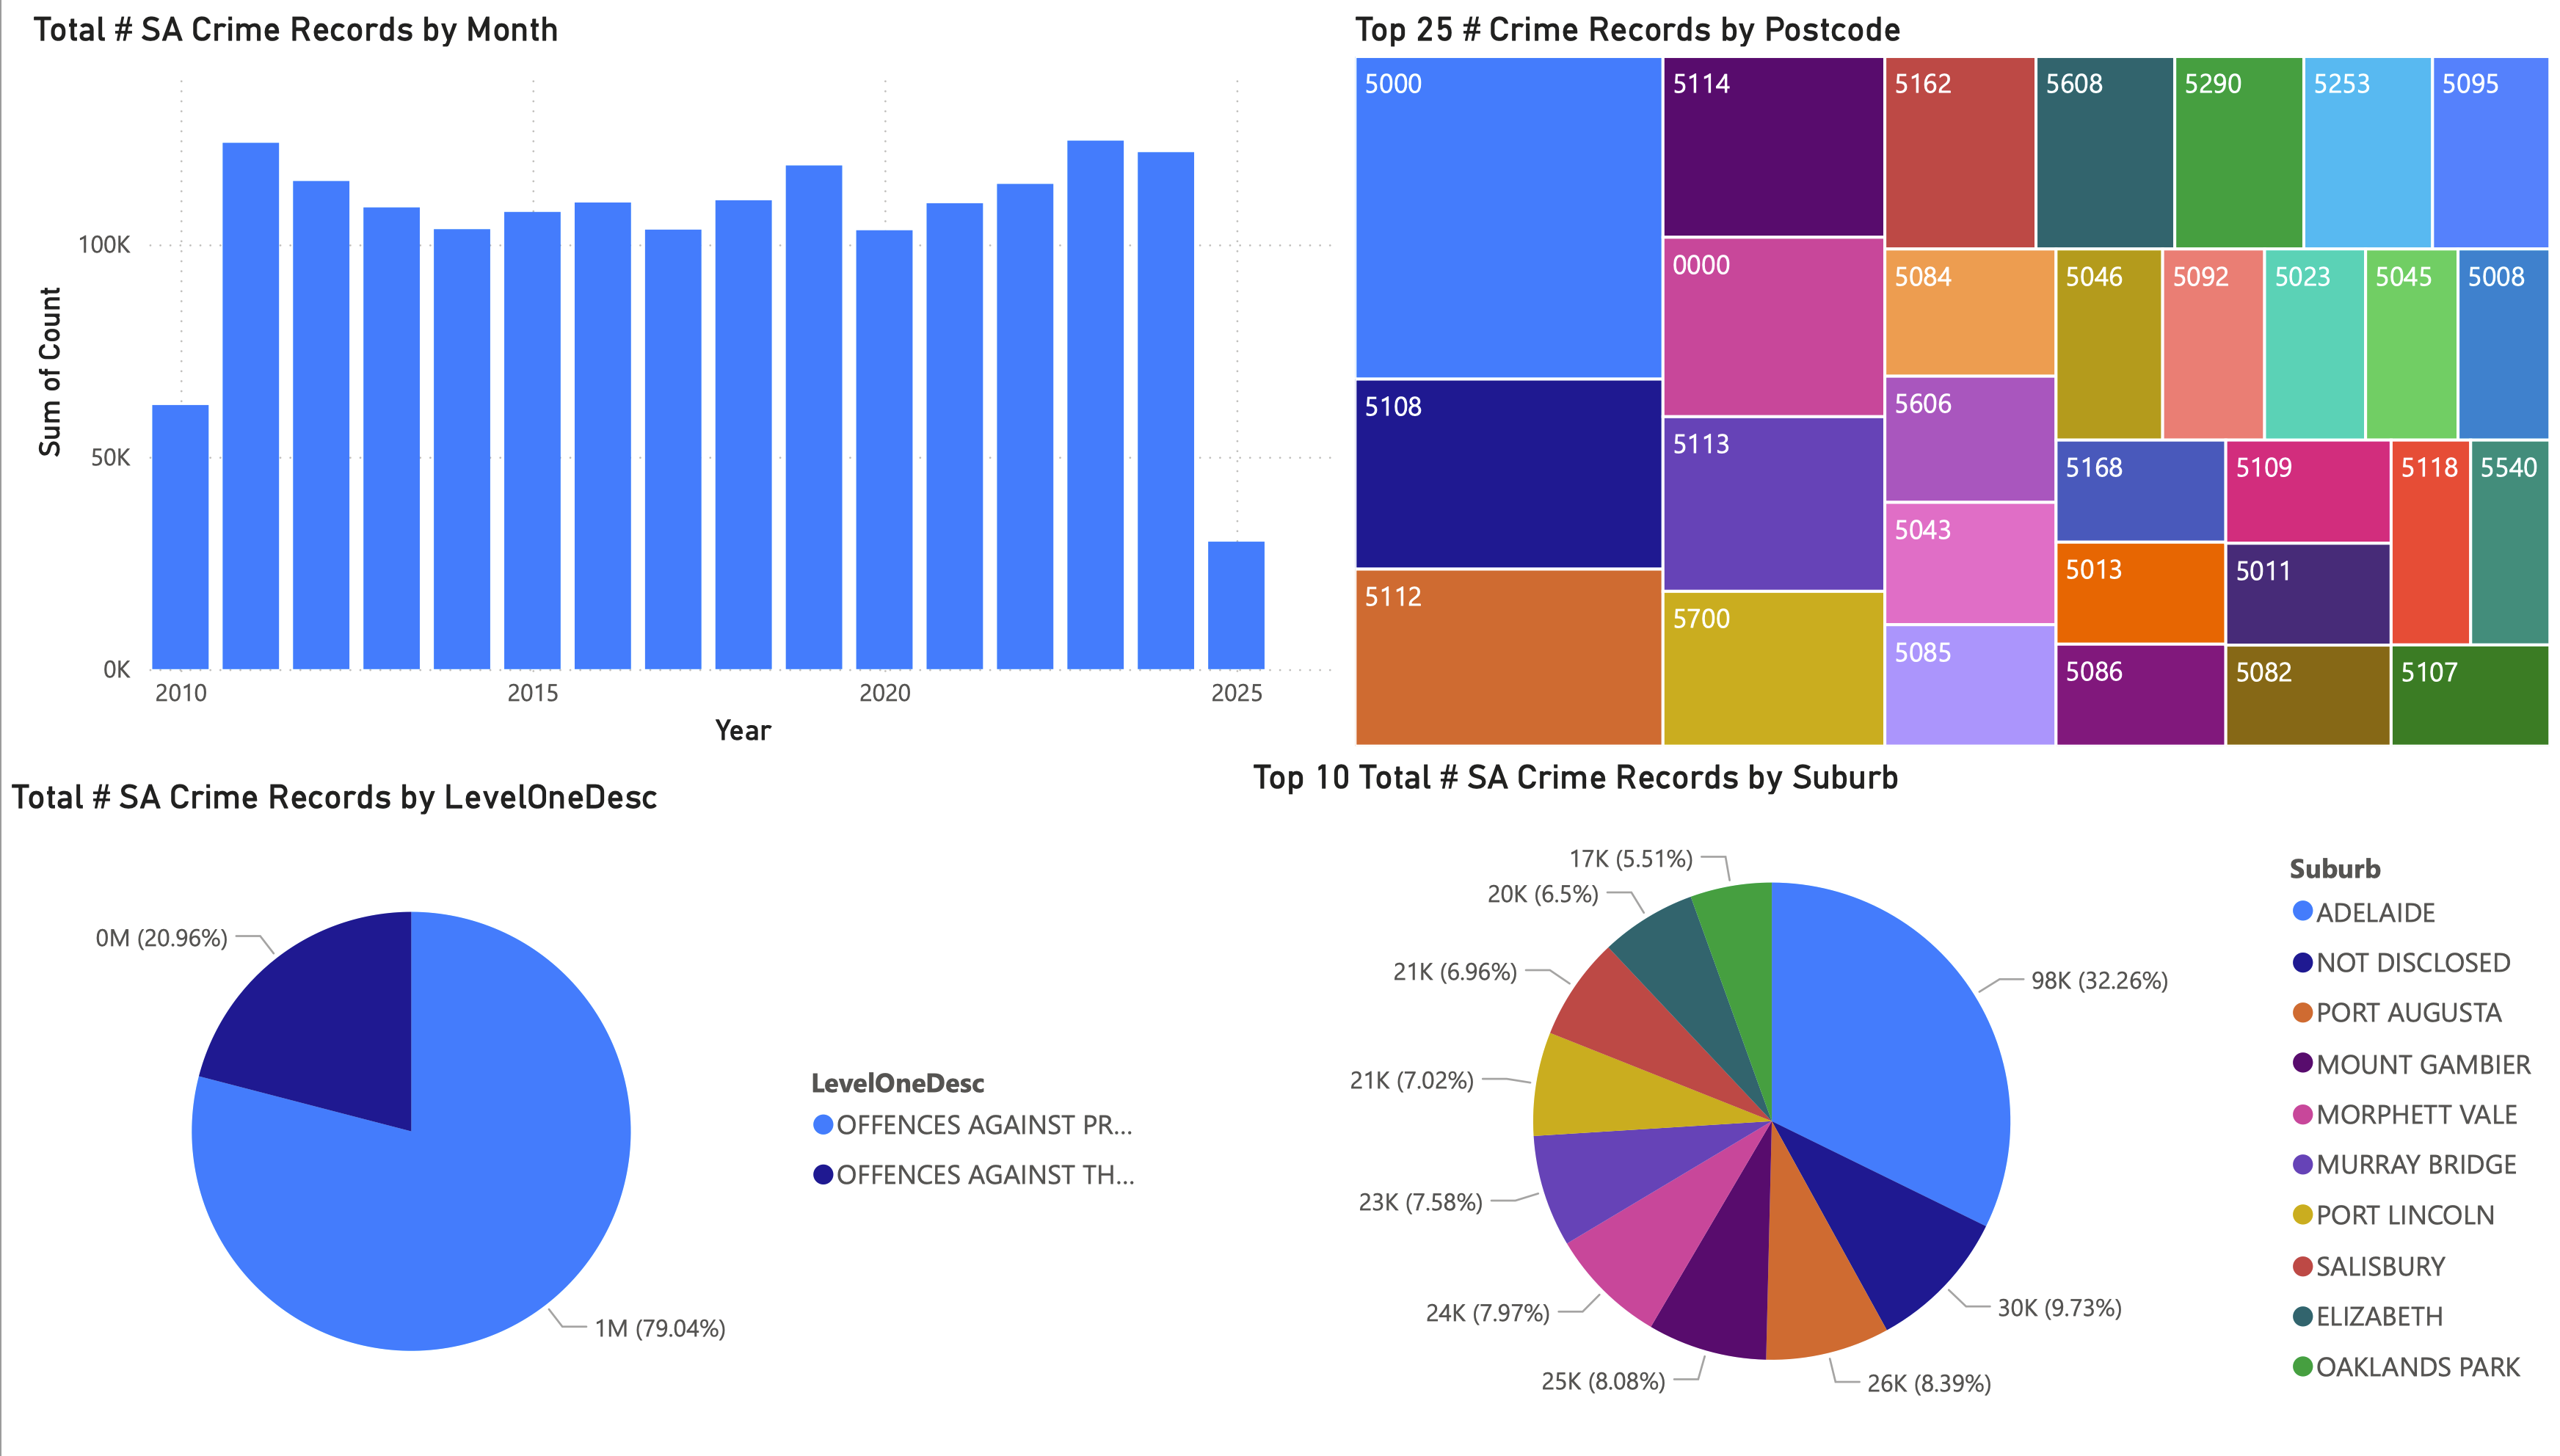 Total # SA Crime Records by Month
Sum of Count
100K
50K
0K
2010 2015 2020 2025
Year
Top 25 # Crime Records by Postcode
5000
5108
5112
5114
0000
5113
5700
5162
5608
5290
5253
5095
5084
5606
5043
5085
5046
5092
5023
5045
5008
5168
5109
5118
5540
5013
5011
5086
5082
5107
Total # SA Crime Records by LevelOneDesc
0M (20.96%)
1M (79.04%)
LevelOneDesc
OFFENCES AGAINST PR...
OFFENCES AGAINST TH...
Top 10 Total # SA Crime Records by Suburb
17K (5.51%)
20K (6.5%)
21K (6.96%)
21K (7.02%)
23K (7.58%)
24K (7.97%)
25K (8.08%)
26K (8.39%)
30K (9.73%)
98K (32.26%)
Suburb
ADELAIDE
NOT DISCLOSED
PORT AUGUSTA
MOUNT GAMBIER
MORPHETT VALE
MURRAY BRIDGE
PORT LINCOLN
SALISBURY
ELIZABETH
OAKLANDS PARK